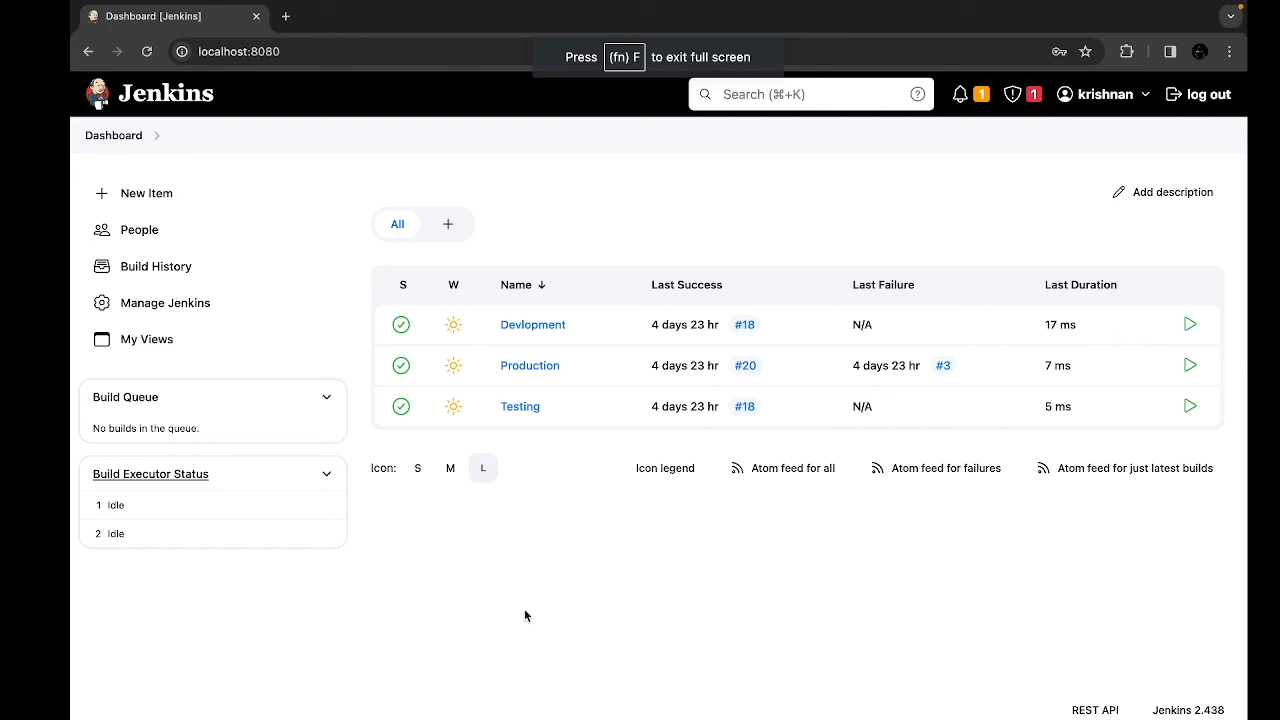 Dashboard [Jenkins]
localhost:8080
Press (fn) F to exit full screen
Jenkins
Search (⌘+K)
1
1
krishnan
log out
Dashboard
New Item
People
Build History
Manage Jenkins
My Views
Build Queue
No builds in the queue.
Build Executor Status
1 Idle
2 Idle
Add description
All
S W Name ↓ Last Success Last Failure Last Duration
Devlopment 4 days 23 hr #18 N/A 17 ms
Production 4 days 23 hr #20 4 days 23 hr #3 7 ms
Testing 4 days 23 hr #18 N/A 5 ms
Icon: S M L
Icon legend
Atom feed for all
Atom feed for failures
Atom feed for just latest builds
REST API
Jenkins 2.438